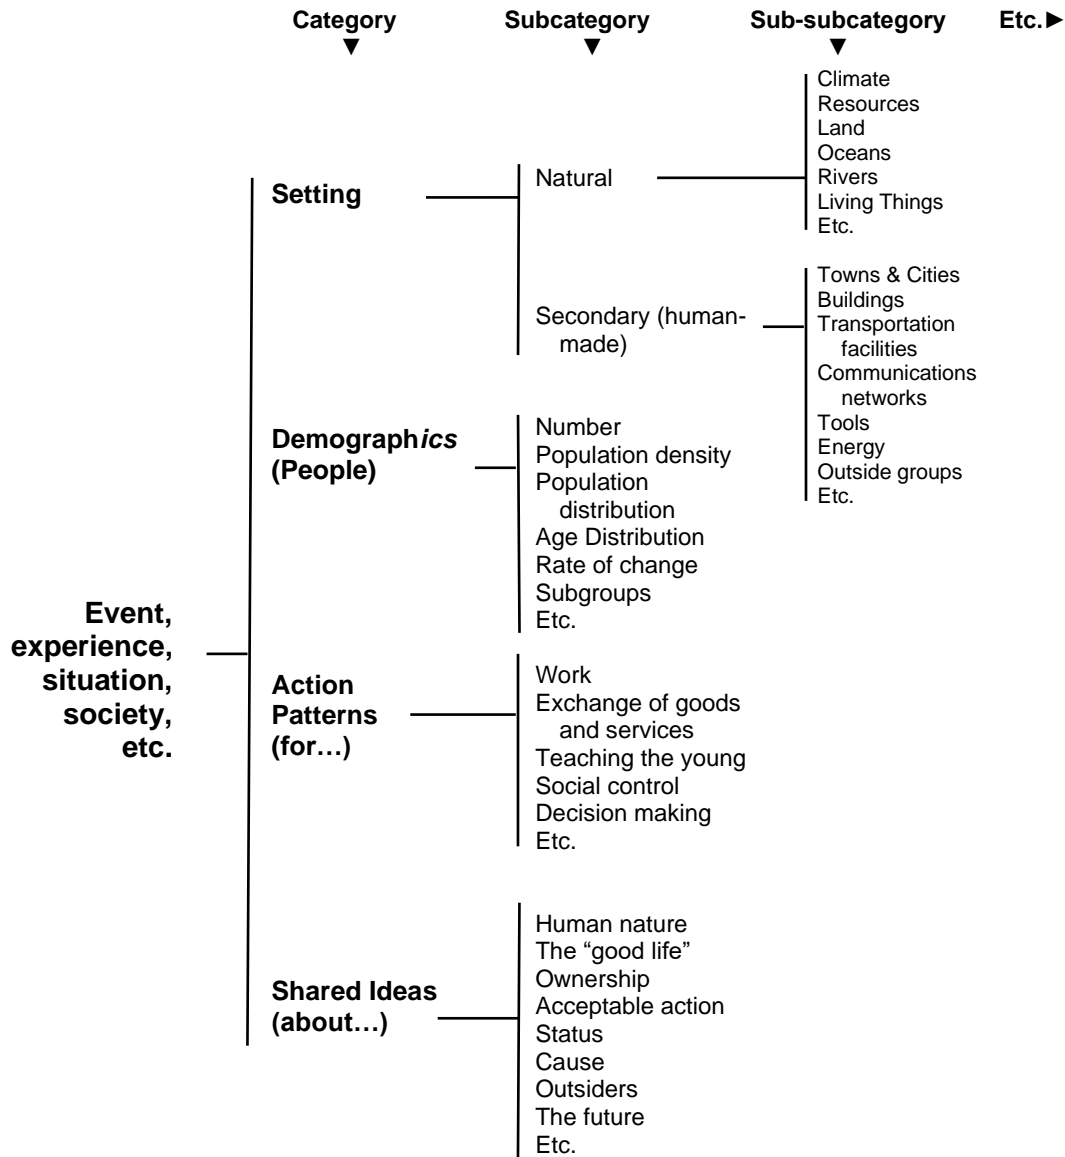 Category Subcategory Sub-subcategory Etc.►
▼ ▼ ▼
Event,
experience,
situation,
society,
etc.
Setting
Natural
Climate
Resources
Land
Oceans
Rivers
Living Things
Etc.
Secondary (human-
made)
Towns & Cities
Buildings
Transportation
facilities
Communications
networks
Tools
Energy
Outside groups
Etc.
Demographics
(People)
Number
Population density
Population
distribution
Age Distribution
Rate of change
Subgroups
Etc.
Action
Patterns
(for…)
Work
Exchange of goods
and services
Teaching the young
Social control
Decision making
Etc.
Shared Ideas
(about…)
Human nature
The “good life”
Ownership
Acceptable action
Status
Cause
Outsiders
The future
Etc.